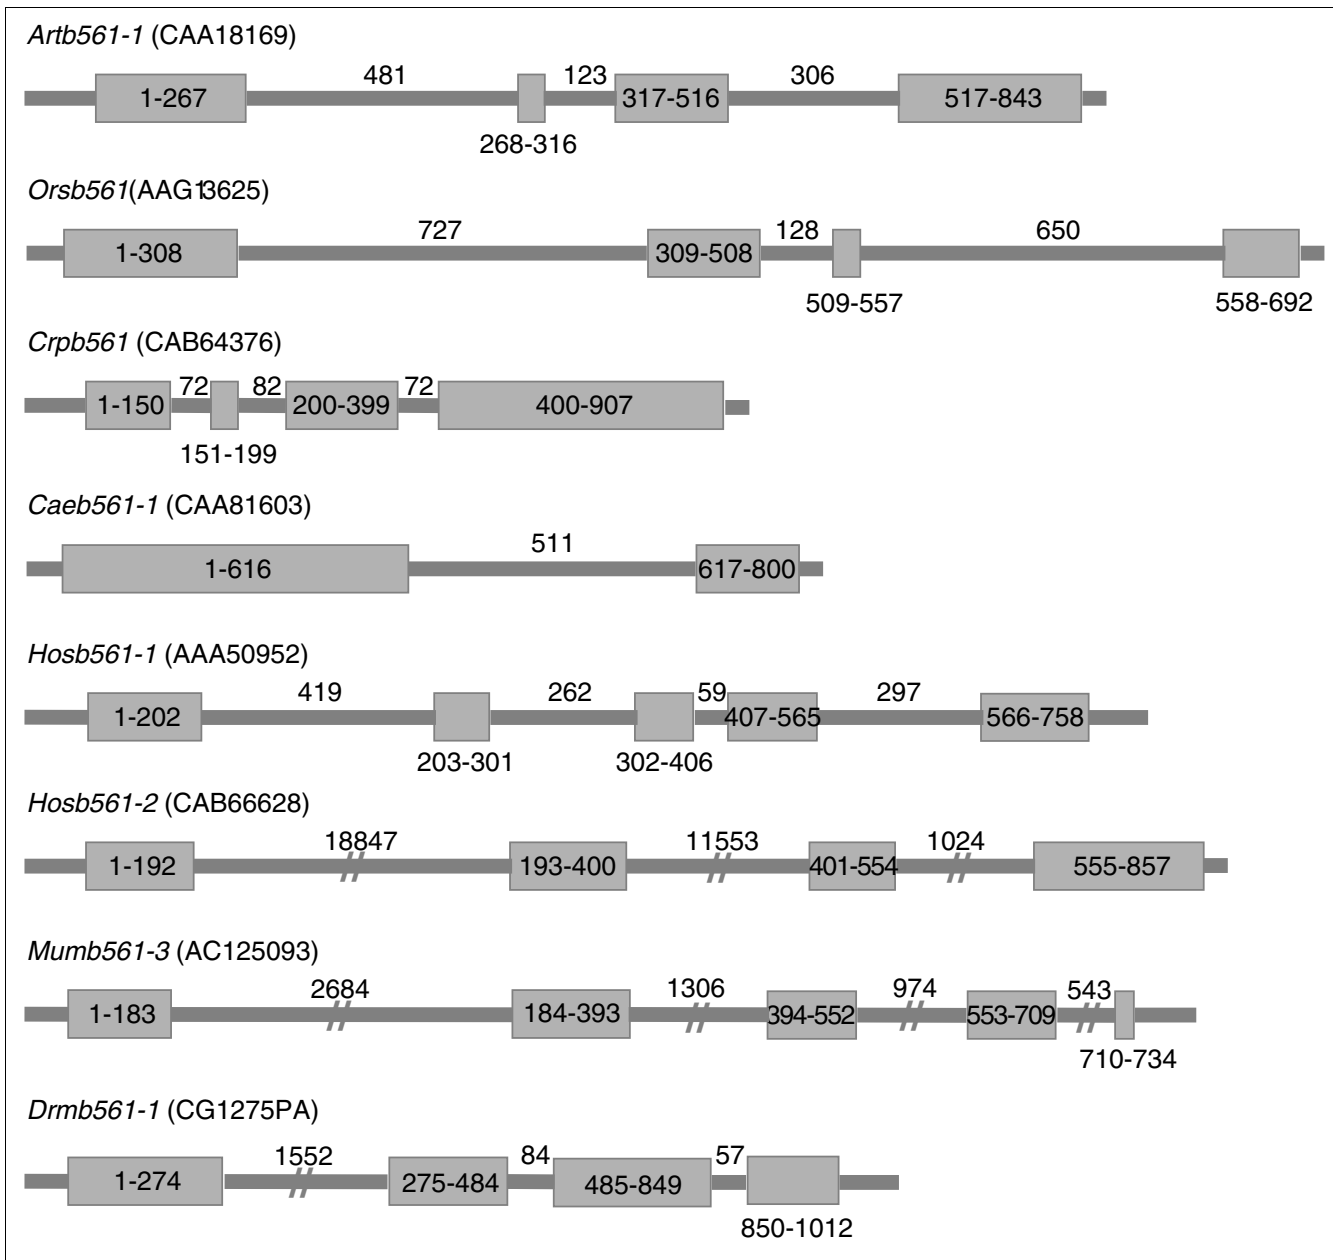 Artb561-1 (CAA18169)
481 123 306
1-267 317-516 517-843
268-316
Orsb561(AAG13625)
727 128 650
1-308 309-508
509-557 558-692
Crpb561 (CAB64376)
72 82 72
1-150 200-399 400-907
151-199
Caeb561-1 (CAA81603)
511
1-616 617-800
Hosb561-1 (AAA50952)
419 262 59 297
1-202 407-565 566-758
203-301 302-406
Hosb561-2 (CAB66628)
18847 11553 1024
1-192 193-400 401-554 555-857
Mumb561-3 (AC125093)
2684 1306 974 543
1-183 184-393 394-552 553-709
710-734
Drmb561-1 (CG1275PA)
1552 84 57
1-274 275-484 485-849
850-1012